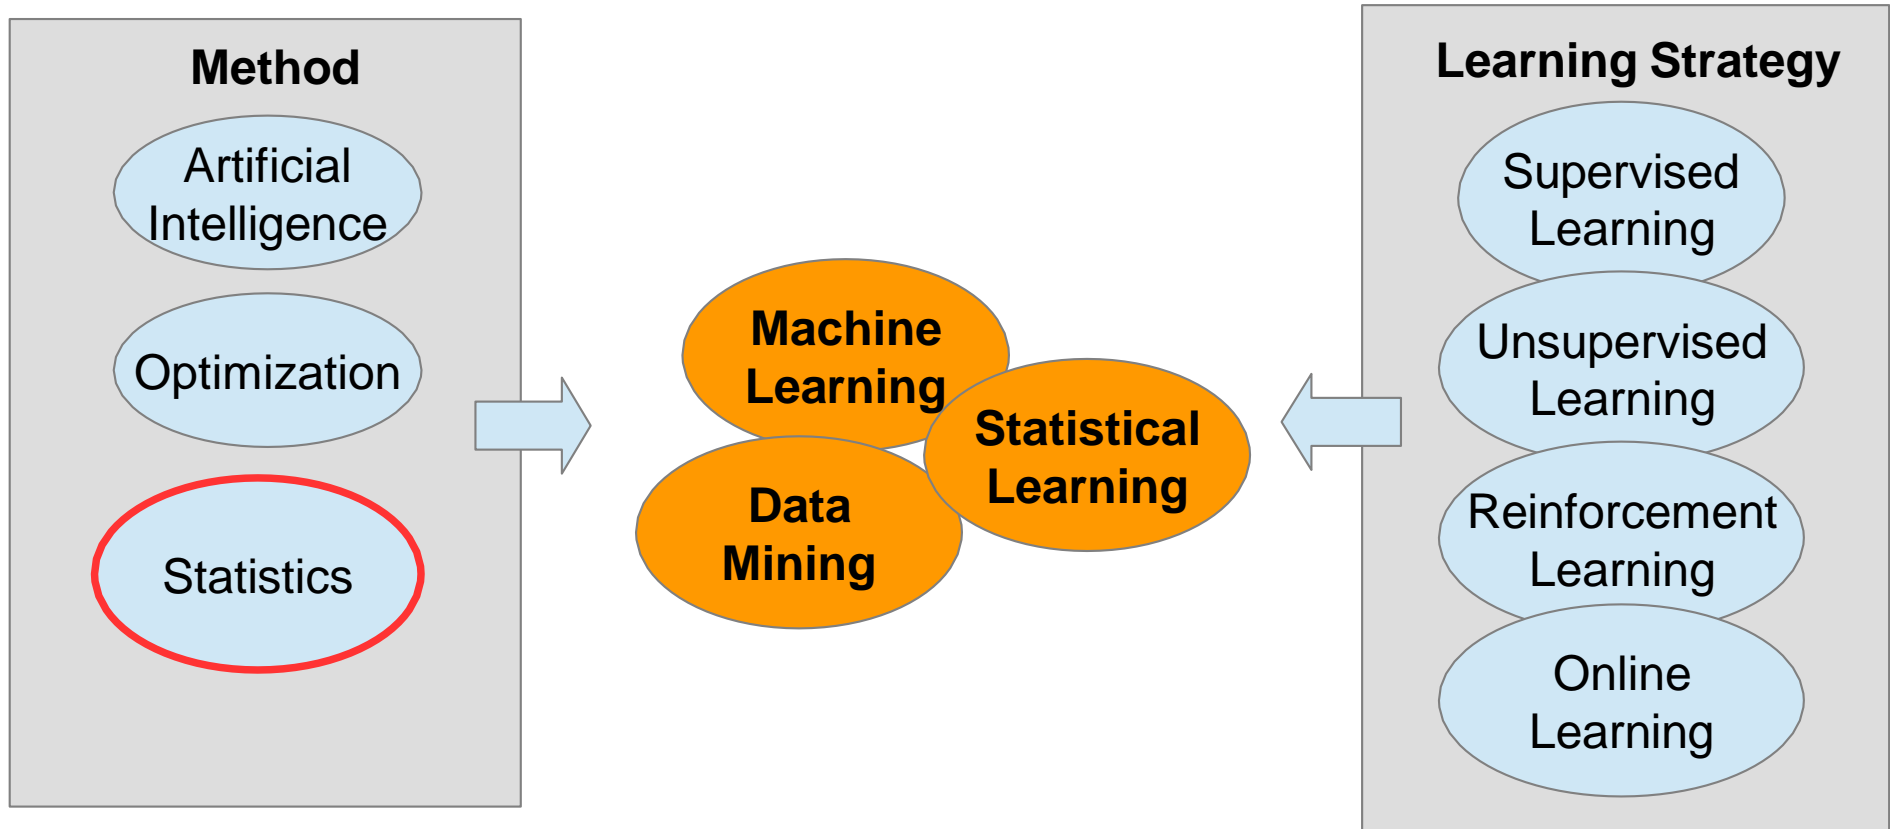 Method
Artificial
Intelligence
Optimization
Statistics
Machine
Learning
Statistical
Learning
Data
Mining
Learning Strategy
Supervised
Learning
Unsupervised
Learning
Reinforcement
Learning
Online
Learning